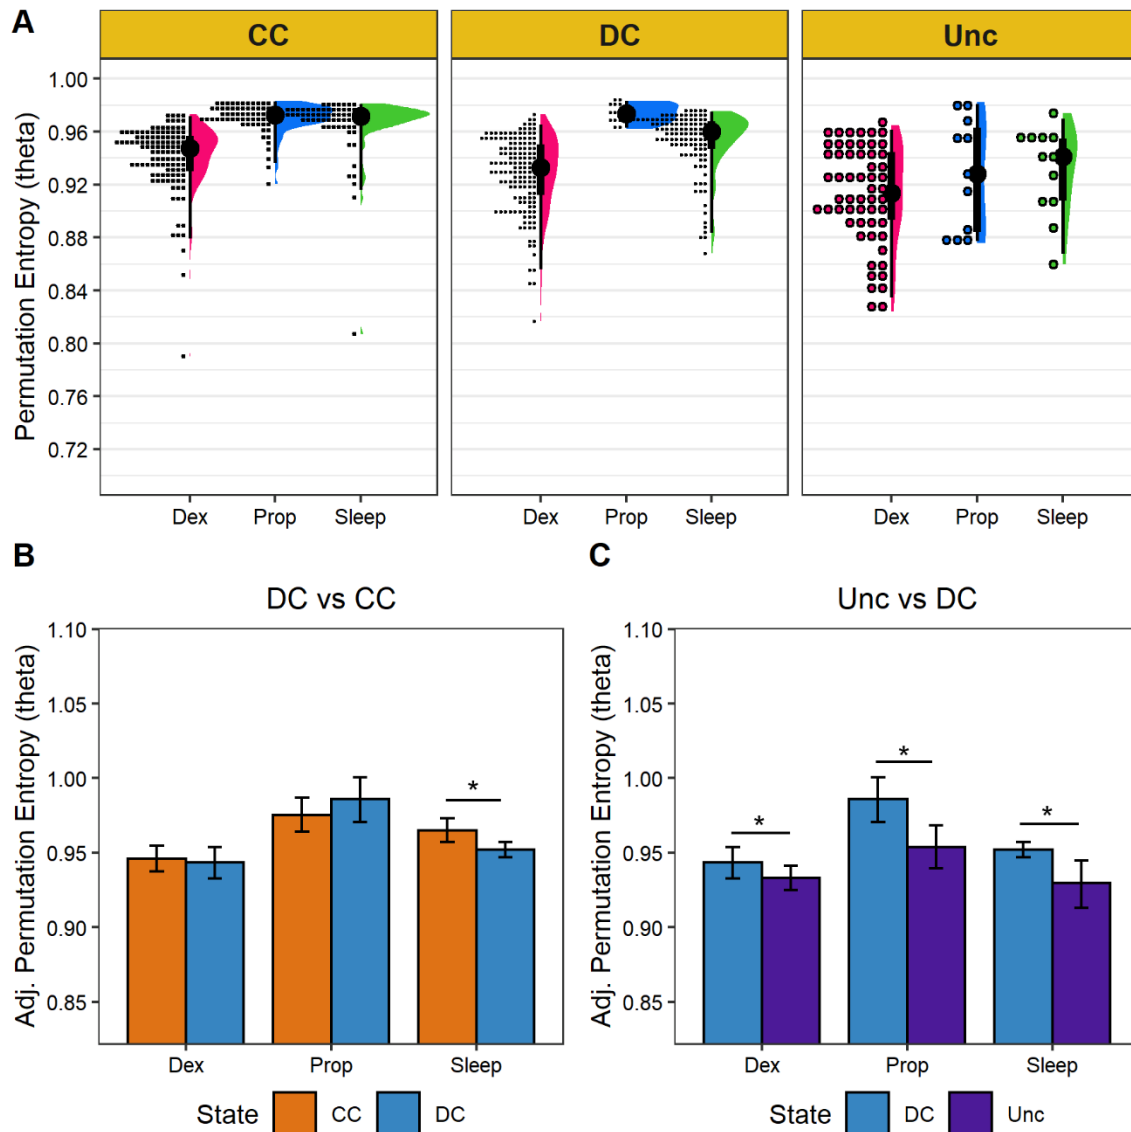 A
CC DC Unc
Permutation Entropy (theta)
1.00
0.96
0.92
0.88
0.84
0.80
0.76
0.72
Dex Prop Sleep Dex Prop Sleep Dex Prop Sleep
B
DC vs CC
Adj. Permutation Entropy (theta)
1.10
1.05
1.00
0.95
0.90
0.85
*
Dex Prop Sleep
State CC DC
C
Unc vs DC
Adj. Permutation Entropy (theta)
1.10
1.05
1.00
0.95
0.90
0.85
* * *
Dex Prop Sleep
State DC Unc